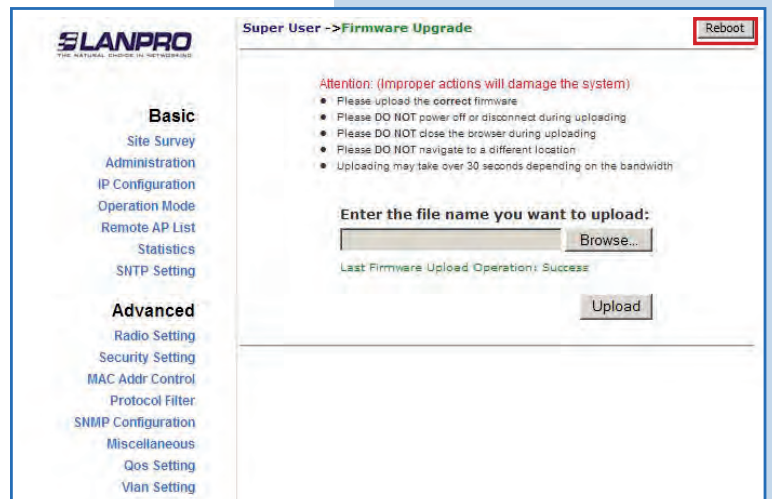 LANPRO
THE NATURAL CHOICE IN NETWORKING
Basic
Site Survey
Administration
IP Configuration
Operation Mode
Remote AP List
Statistics
SNTP Setting
Advanced
Radio Setting
Security Setting
MAC Addr Control
Protocol Filter
SNMP Configuration
Miscellaneous
Qos Setting
Vlan Setting
Super User ->Firmware Upgrade
Reboot
Attention: (Improper actions will damage the system)
● Please upload the correct firmware
● Please DO NOT power off or disconnect during uploading
● Please DO NOT close the browser during uploading
● Please DO NOT navigate to a different location
● Uploading may take over 30 seconds depending on the bandwidth
Enter the file name you want to upload:
Browse...
Last Firmware Upload Operation: Success
Upload